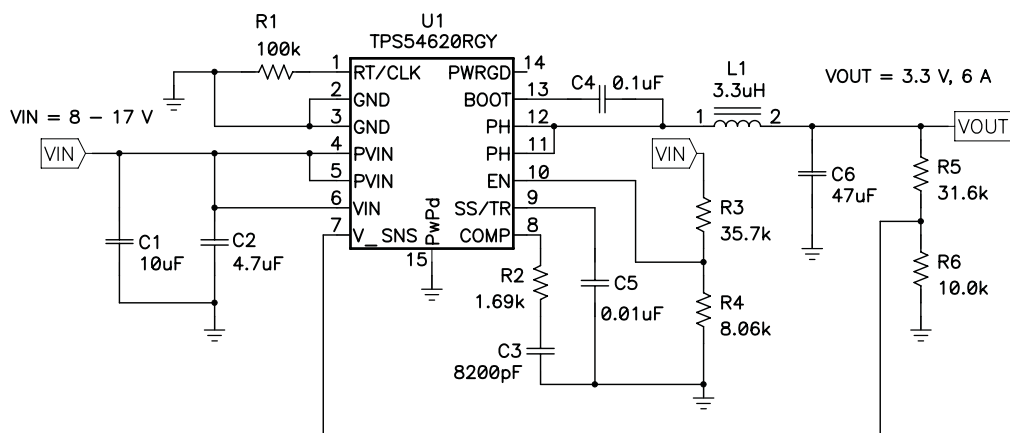 U1
TPS54620RGY
R1
100k
1
RT/CLK
2
GND
3
GND
4
PVIN
5
PVIN
6
VIN
7
V_SNS
PwPd
15
PWRGD
14
BOOT
13
PH
12
PH
11
EN
10
SS/TR
9
COMP
8
VIN = 8 – 17 V
VIN
C1
10uF
C2
4.7uF
C4
0.1uF
L1
3.3uH
1
2
VOUT = 3.3 V, 6 A
VOUT
VIN
C6
47uF
R5
31.6k
R3
35.7k
R6
10.0k
R2
1.69k
C5
0.01uF
R4
8.06k
C3
8200pF